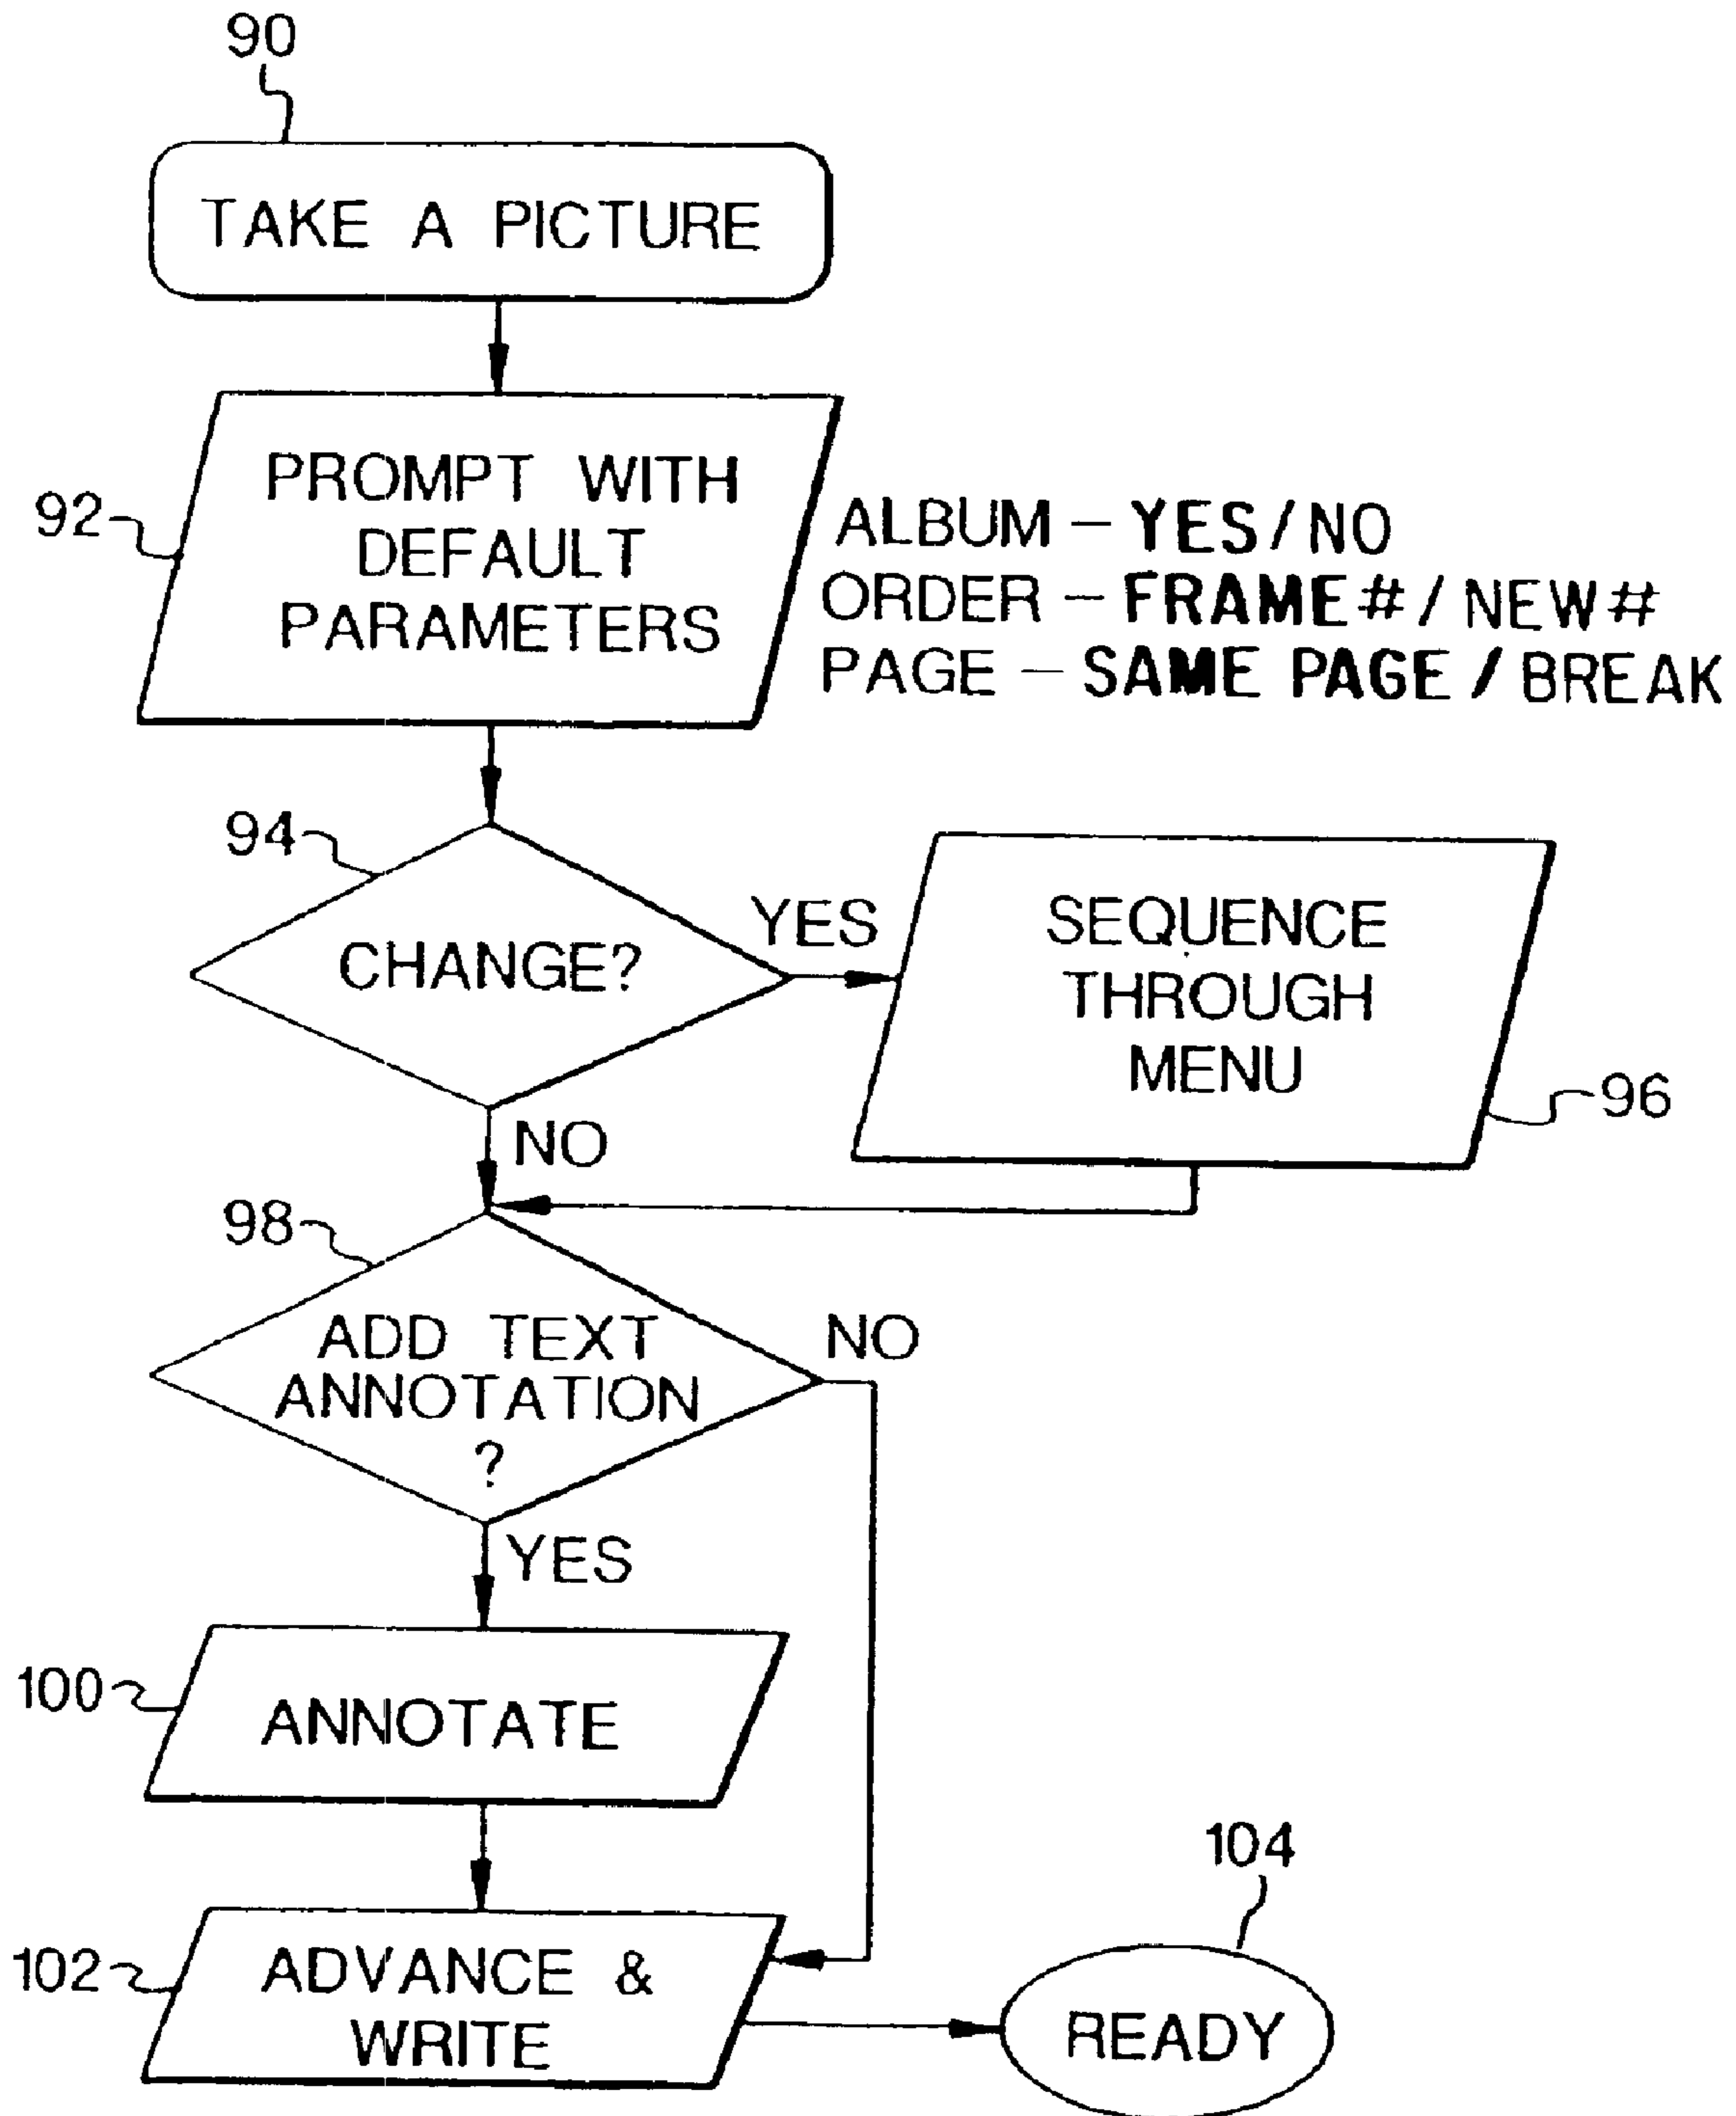 90
TAKE A PICTURE
92
PROMPT WITH
DEFAULT
PARAMETERS
ALBUM – YES/NO
ORDER – FRAME #/NEW #
PAGE – SAME PAGE/BREAK
94
CHANGE?
YES
SEQUENCE
THROUGH
MENU
96
NO
98
ADD TEXT
ANNOTATION
?
NO
YES
100
ANNOTATE
102
ADVANCE &
WRITE
104
READY